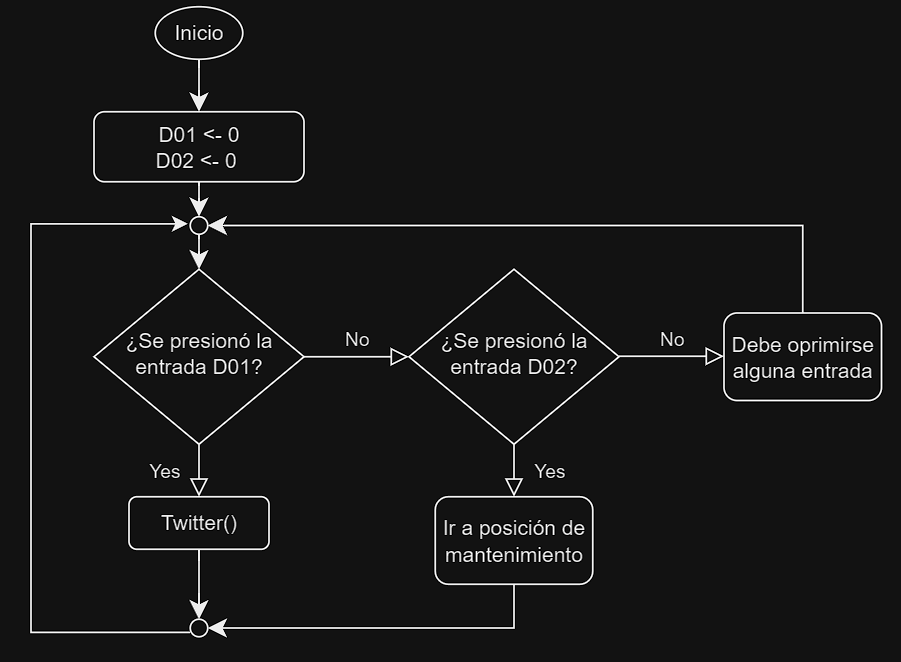 Inicio
D01 <- 0
D02 <- 0
¿Se presionó la
entrada D01?
No
¿Se presionó la
entrada D02?
No
Debe oprimirse
alguna entrada
Yes
Yes
Twitter()
Ir a posición de
mantenimiento